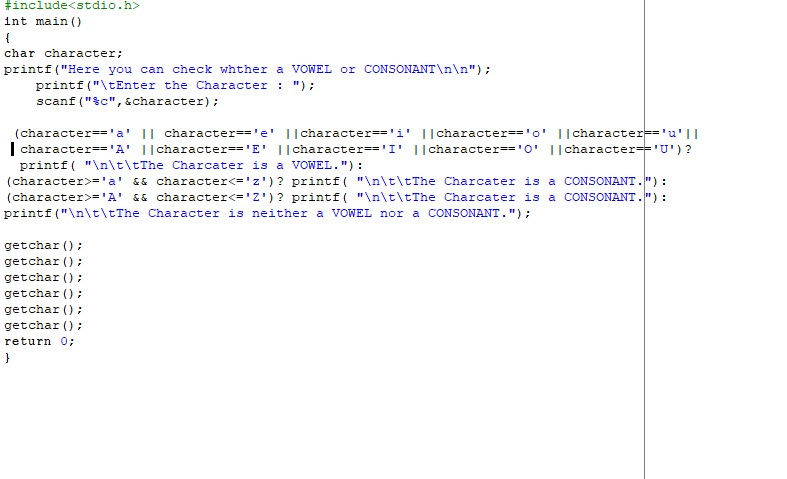 #include<stdio.h>
int main()
{
char character;
printf("Here you can check whther a VOWEL or CONSONANT\n\n");
printf("\tEnter the Character : ");
scanf("%c",&character);
(character=='a' || character=='e' ||character=='i' ||character=='o' ||character=='u'||
character=='A' ||character=='E' ||character=='I' ||character=='O' ||character=='U')?
printf( "\n\t\tThe Charcater is a VOWEL."):
(character>='a' && character<='z')? printf( "\n\t\tThe Charcater is a CONSONANT."):
(character>='A' && character<='Z')? printf( "\n\t\tThe Charcater is a CONSONANT."):
printf("\n\t\tThe Character is neither a VOWEL nor a CONSONANT.");
getchar();
getchar();
getchar();
getchar();
getchar();
getchar();
return 0;
}